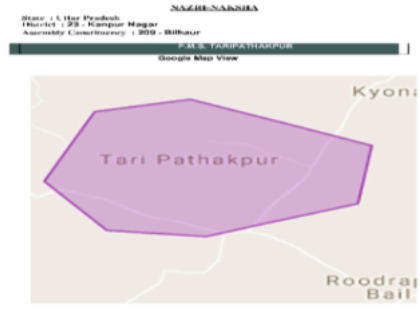 NAZRI-NAKSHA
State : Uttar Pradesh
District : 23 - Kanpur Nagar
Assembly Constituency : 209 - Bilhaur
P.M.S. TARIPATHAKPUR
Google Map View
Kyona
Tari Pathakpur
Roodrap
Bail